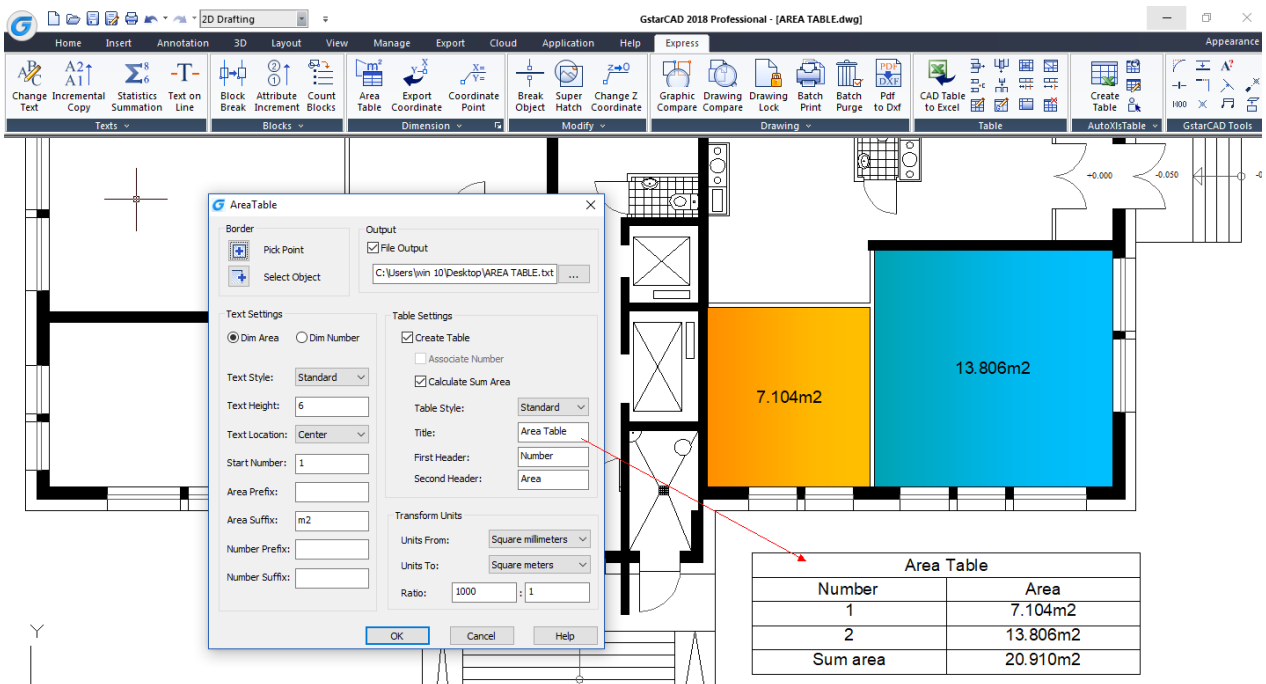 2D Drafting
GstarCAD 2018 Professional - [AREA TABLE.dwg]
Home Insert Annotation 3D Layout View Manage Export Cloud Application Help Express Appearance
Change Text
Incremental Copy
Statistics Summation
Text on Line
Block Break
Attribute Increment
Count Blocks
Area Table
Export Coordinate
Coordinate Point
Break Object
Super Hatch
Change Z Coordinate
Graphic Compare
Drawing Compare
Drawing Lock
Batch Print
Batch Purge
Pdf to Dxf
CAD Table to Excel
Create Table
Texts
Blocks
Dimension
Modify
Drawing
Table
AutoXlsTable
GstarCAD Tools
+0.000
-0.050
AreaTable
Border
Pick Point
Select Object
Output
File Output
C:\Users\win 10\Desktop\AREA TABLE.txt ...
Text Settings
Dim Area Dim Number
Text Style: Standard
Text Height: 6
Text Location: Center
Start Number: 1
Area Prefix:
Area Suffix: m2
Number Prefix:
Number Suffix:
Table Settings
Create Table
Associate Number
Calculate Sum Area
Table Style: Standard
Title: Area Table
First Header: Number
Second Header: Area
Transform Units
Units From: Square millimeters
Units To: Square meters
Ratio: 1000 : 1
OK Cancel Help
7.104m2
13.806m2
Area Table
Number Area
1 7.104m2
2 13.806m2
Sum area 20.910m2
Y